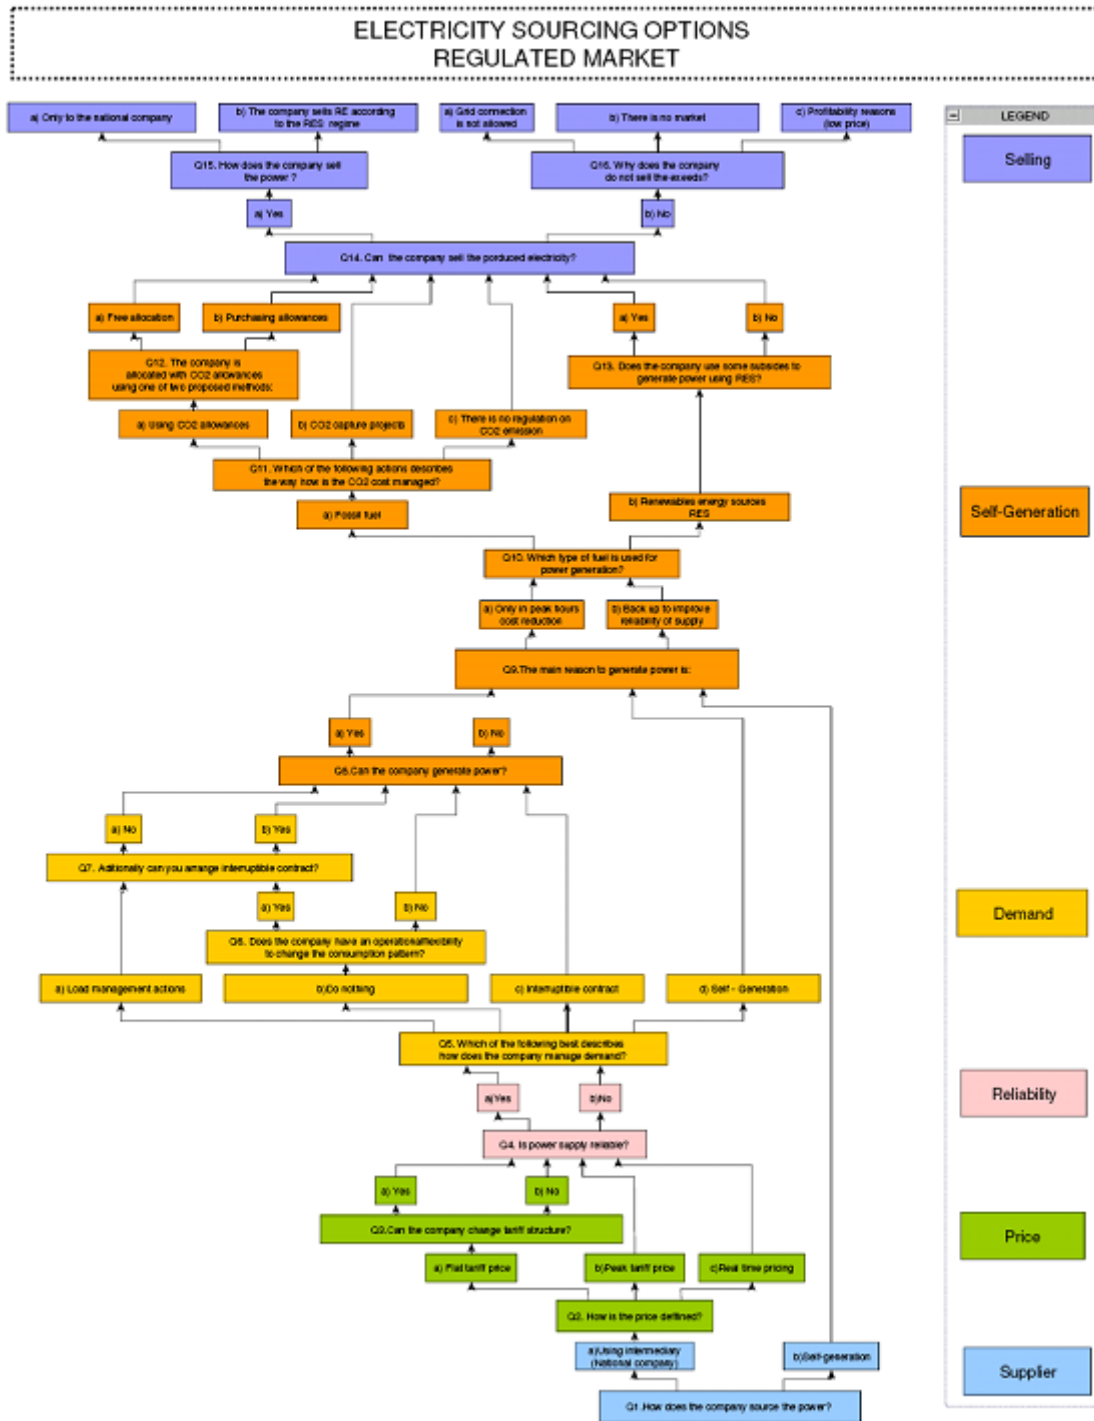 ELECTRICITY SOURCING OPTIONS
REGULATED MARKET
a) Only to the national company
b) The company sells RE according
to the RES regime
a) Grid connection
is not allowed
b) There is no market
c) Profitability reasons
(low price)
LEGEND
Q15. How does the company sell
the power ?
Q16. Why does the company
do not sell the exeeds?
Selling
a) Yes
b) No
Q14. Can the company sell the porduced electricity?
a) Free allocation
b) Purchasing allowances
a) Yes
b) No
Q12. The company is
allocated with CO2 allowances
using one of two proposed methods:
Q13. Does the company use some subsides to
generate power using RES?
a) Using CO2 allowances
b) CO2 capture projects
c) There is no regulation on
CO2 emission
Q11. Which of the following actions describes
the way how is the CO2 cost managed?
a) Fossil fuel
b) Renewables energy sources
RES
Self-Generation
Q10. Which type of fuel is used for
power generation?
a) Only in peak hours
cost reduction
b) Back up to improve
reliability of supply
Q9.The main reason to generate power is:
a) Yes
b) No
Q8.Can the company generate power?
a) No
b) Yes
Q7. Aditionally can you arrange interruptible contract?
a) Yes
b) No
Demand
Q6. Does the company have an operationalflexibility
to change the consumption pattern?
a) Load management actions
b)Do nothing
c) Interruptible contract
d) Self - Generation
Q5. Which of the following best describes
how does the company manage demand?
a)Yes
b)No
Reliability
Q4. Is power supply reliable?
a) Yes
b) No
Q3.Can the company change tariff structure?
Price
a) Flat tariff price
b)Peak tariff price
c)Real time pricing
Q2. How is the price deffined?
a)Using intermediary
(National company)
b)Self-generation
Supplier
Q1.How does the company source the power?